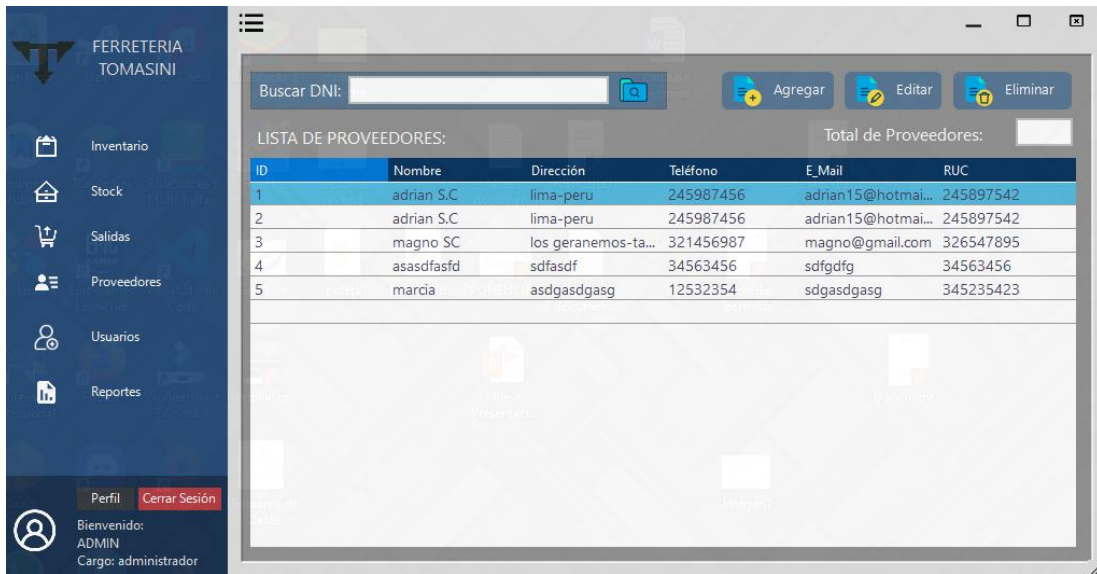 FERRETERIA
TOMASINI
Inventario
Stock
Salidas
Proveedores
Usuarios
Reportes
Perfil Cerrar Sesión
Bienvenido:
ADMIN
Cargo: administrador
Buscar DNI: Agregar Editar Eliminar
LISTA DE PROVEEDORES: Total de Proveedores:
ID Nombre Dirección Teléfono E_Mail RUC
1 adrian S.C lima-peru 245987456 adrian15@hotmai... 245897542
2 adrian S.C lima-peru 245987456 adrian15@hotmai... 245897542
3 magno SC los geranemos-ta... 321456987 magno@gmail.com 326547895
4 asasdfasfd sdfasdf 34563456 sdfgdfg 34563456
5 marcia asdgasdgasg 12532354 sdgasdgasg 345235423